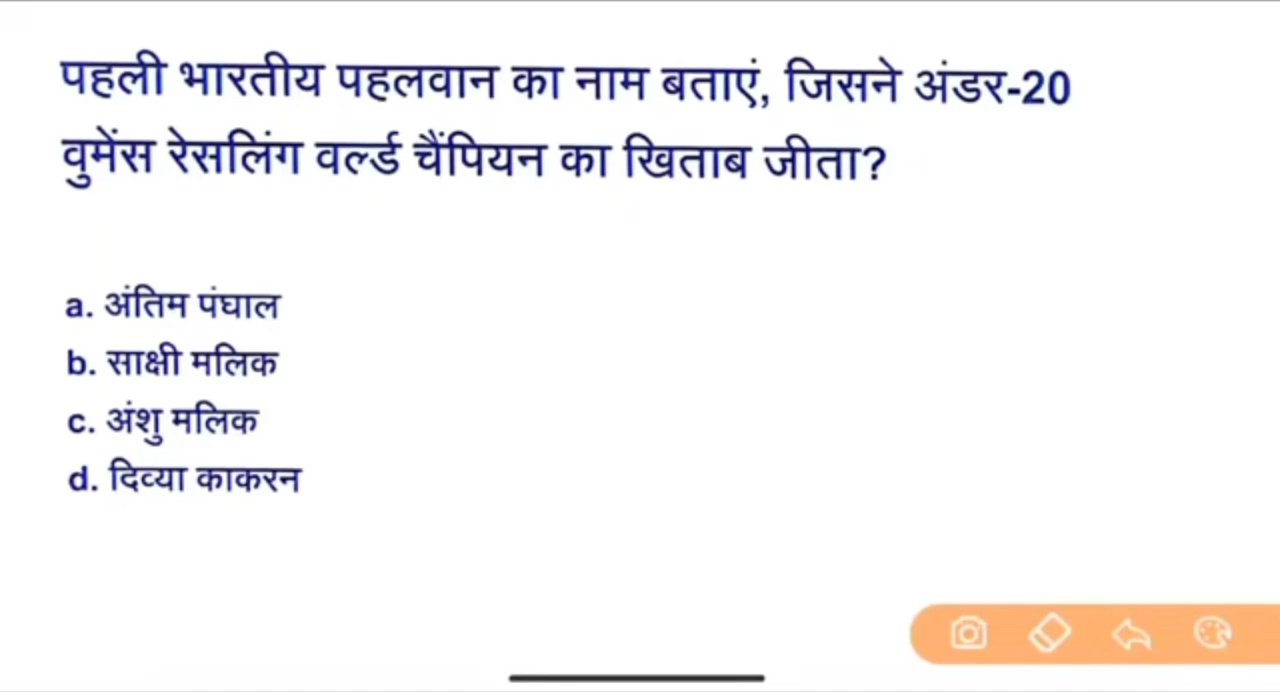 पहली भारतीय पहलवान का नाम बताएं, जिसने अंडर-20
वुमेंस रेसलिंग वर्ल्ड चैंपियन का खिताब जीता?
a. अंतिम पंघाल
b. साक्षी मलिक
c. अंशु मलिक
d. दिव्या काकरन